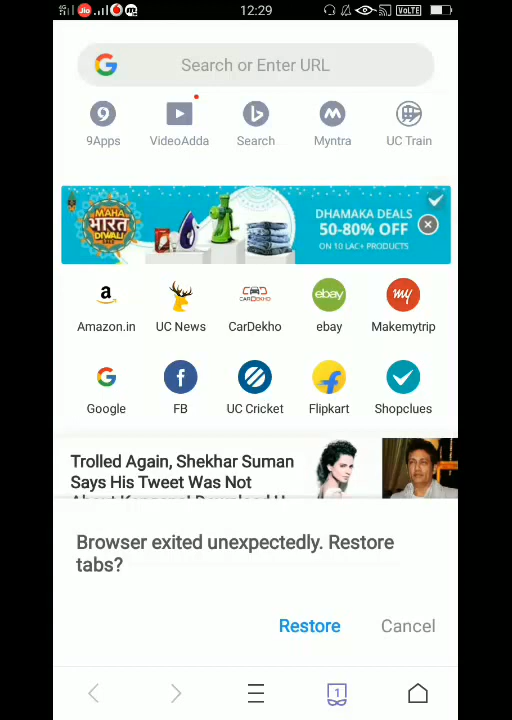 12:29
VoLTE
Search or Enter URL
9Apps
VideoAdda
Search
Myntra
UC Train
MAHA
भारत
DIWALI
DHAMAKA DEALS
50-80% OFF
ON 10 LAC+ PRODUCTS
Amazon.in
UC News
CarDekho
ebay
Makemytrip
Google
FB
UC Cricket
Flipkart
Shopclues
Trolled Again, Shekhar Suman
Says His Tweet Was Not
Browser exited unexpectedly. Restore
tabs?
Restore
Cancel
1